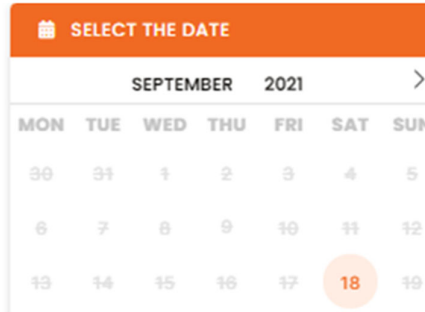 SELECT THE DATE
SEPTEMBER 2021
MON TUE WED THU FRI SAT SUN
30 31 1 2 3 4 5
6 7 8 9 10 11 12
13 14 15 16 17 18 19